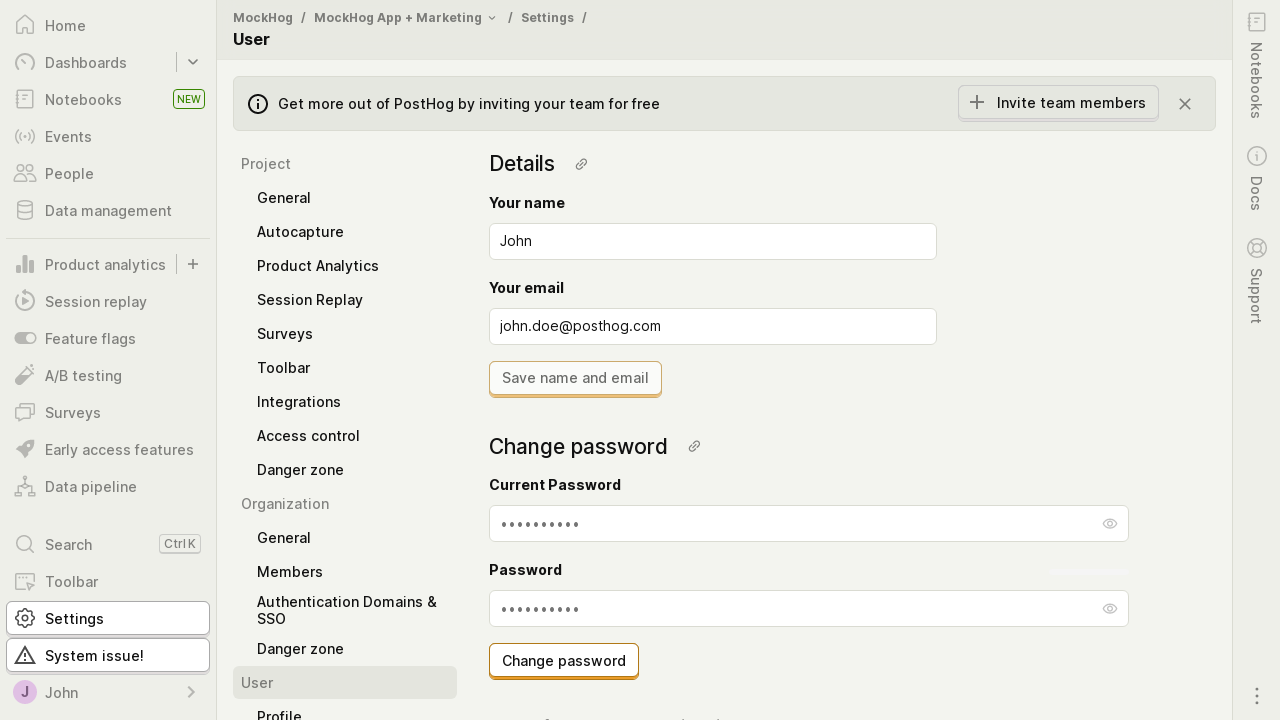 Home
Dashboards
Notebooks
NEW
Events
People
Data management
Product analytics
Session replay
Feature flags
A/B testing
Surveys
Early access features
Data pipeline
Search
Ctrl K
Toolbar
Settings
System issue!
J
John
MockHog / MockHog App + Marketing / Settings /
User
Get more out of PostHog by inviting your team for free
Invite team members
Project
General
Autocapture
Product Analytics
Session Replay
Surveys
Toolbar
Integrations
Access control
Danger zone
Organization
General
Members
Authentication Domains &
SSO
Danger zone
User
Profile
Details
Your name
John
Your email
john.doe@posthog.com
Save name and email
Change password
Current Password
••••••••••
Password
••••••••••
Change password
Notebooks
Docs
Support